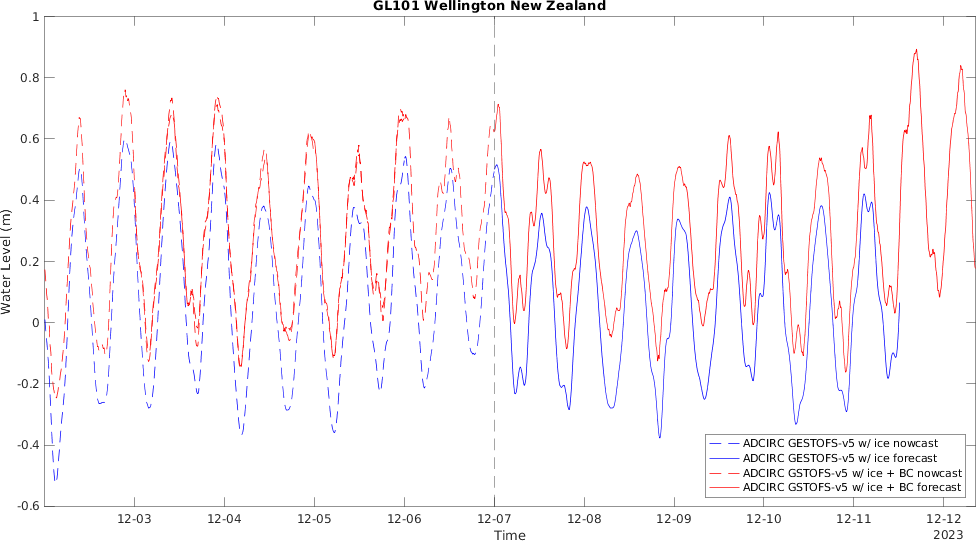 GL101 Wellington New Zealand
1
0.8
0.6
0.4
0.2
0
-0.2
-0.4
-0.6
Water Level (m)
12-03 12-04 12-05 12-06 12-07 12-08 12-09 12-10 12-11 12-12
Time
2023
ADCIRC GESTOFS-v5 w/ ice nowcast
ADCIRC GESTOFS-v5 w/ ice forecast
ADCIRC GSTOFS-v5 w/ ice + BC nowcast
ADCIRC GSTOFS-v5 w/ ice + BC forecast